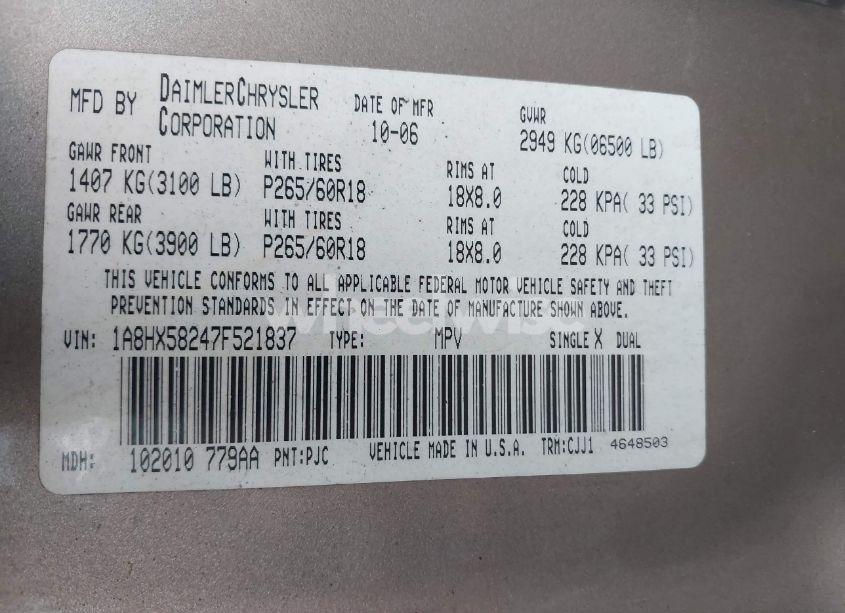 MFD BY DAIMLERCHRYSLER CORPORATION DATE OF MFR 10-06 GVWR 2949 KG(06500 LB)
GAWR FRONT WITH TIRES RIMS AT COLD
1407 KG(3100 LB) P265/60R18 18X8.0 228 KPA( 33 PSI)
GAWR REAR WITH TIRES RIMS AT COLD
1770 KG(3900 LB) P265/60R18 18X8.0 228 KPA( 33 PSI)
THIS VEHICLE CONFORMS TO ALL APPLICABLE FEDERAL MOTOR VEHICLE SAFETY AND THEFT
PREVENTION STANDARDS IN EFFECT ON THE DATE OF MANUFACTURE SHOWN ABOVE.
wheelwise
VIN: 1A8HX58247F521837 TYPE: MPV SINGLE X DUAL
MDH: 102010 779AA PNT:PJC VEHICLE MADE IN U.S.A. TRM:CJJ1 4648503